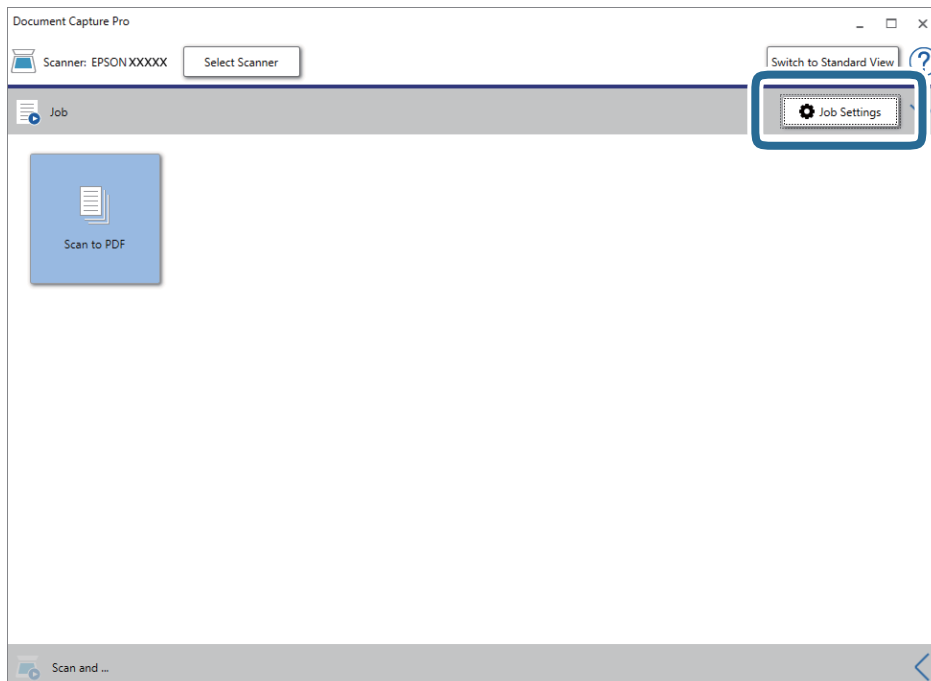 Document Capture Pro
Scanner: EPSON XXXXX
Select Scanner
Switch to Standard View
?
Job
Job Settings
Scan to PDF
Scan and ...